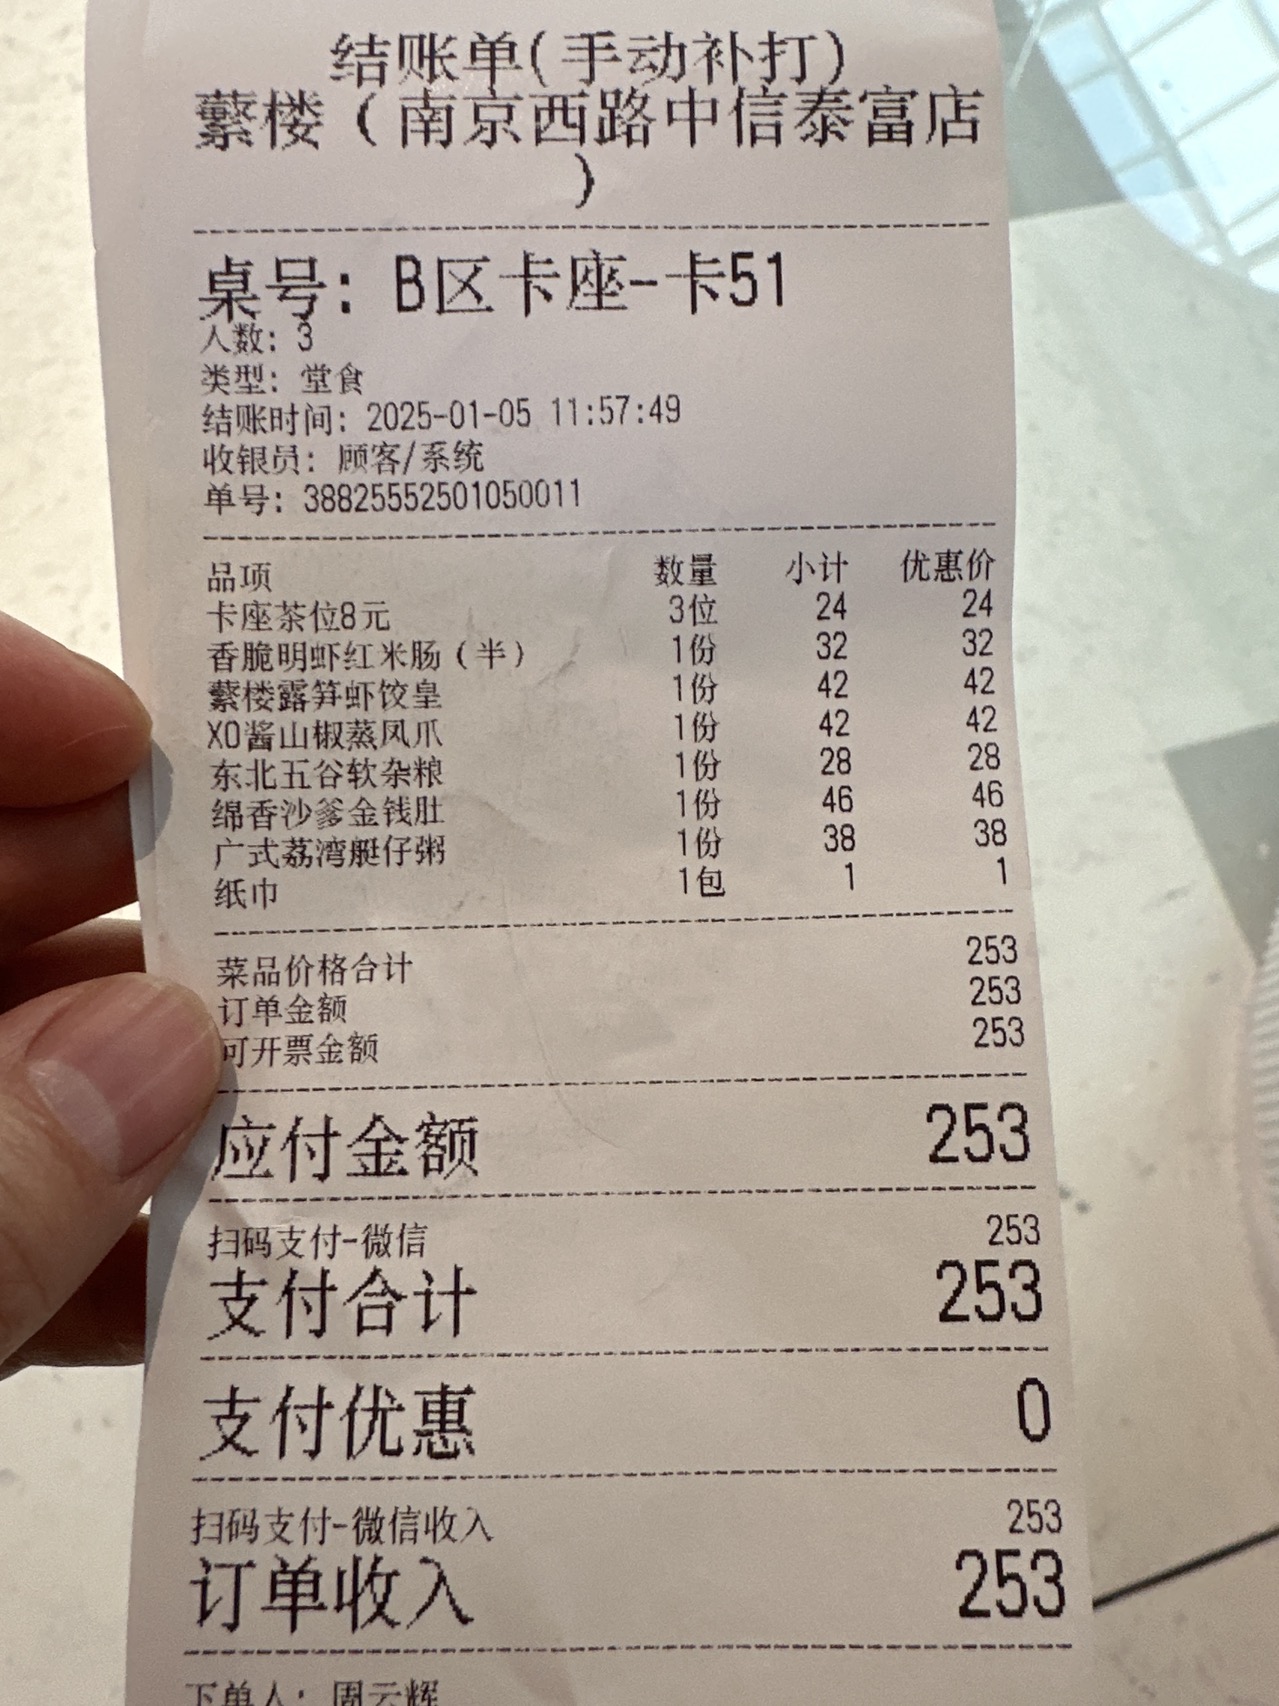 结账单(手动补打)
蘩楼（南京西路中信泰富店
）
桌号: B区卡座-卡51
人数: 3
类型: 堂食
结账时间: 2025-01-05 11:57:49
收银员: 顾客/系统
单号: 38825552501050011
品项 数量 小计 优惠价
卡座茶位8元 3位 24 24
香脆明虾红米肠（半） 1份 32 32
蘩楼露笋虾饺皇 1份 42 42
XO酱山椒蒸凤爪 1份 42 42
东北五谷软杂粮 1份 28 28
绵香沙爹金钱肚 1份 46 46
广式荔湾艇仔粥 1份 38 38
纸巾 1包 1 1
菜品价格合计 253
订单金额 253
可开票金额 253
应付金额 253
扫码支付-微信 253
支付合计 253
支付优惠 0
扫码支付-微信收入 253
订单收入 253
下单人: 周云辉